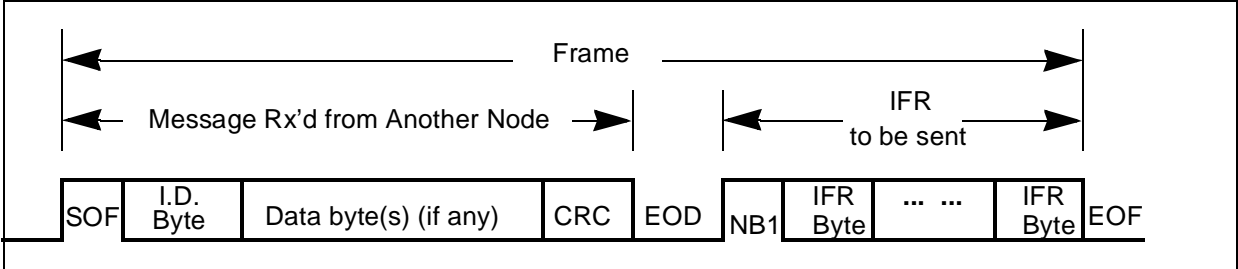 Frame
Message Rx'd from Another Node
IFR
to be sent
SOF
I.D.
Byte
Data byte(s) (if any)
CRC
EOD
NB1
IFR
Byte
... ...
IFR
Byte
EOF